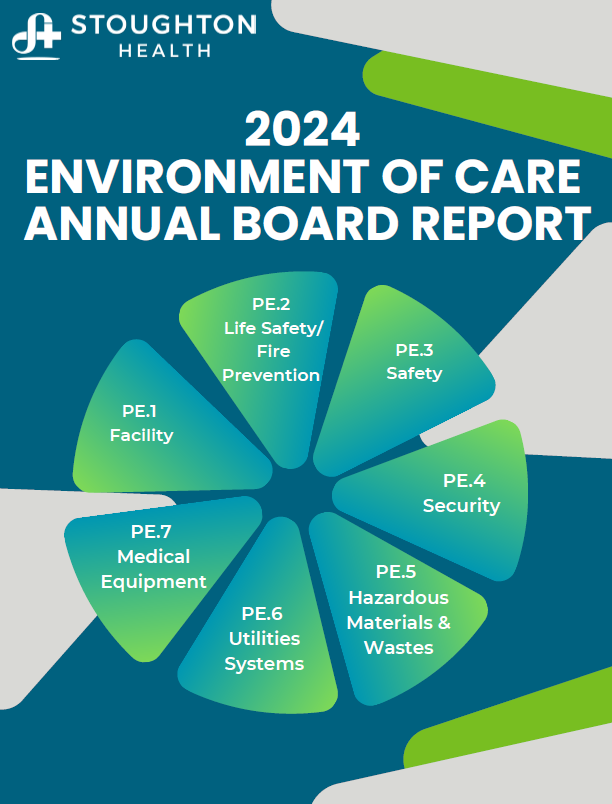 STOUGHTON
HEALTH
2024
ENVIRONMENT OF CARE
ANNUAL BOARD REPORT
PE.1
Facility
PE.2
Life Safety/
Fire
Prevention
PE.3
Safety
PE.4
Security
PE.5
Hazardous
Materials &
Wastes
PE.6
Utilities
Systems
PE.7
Medical
Equipment